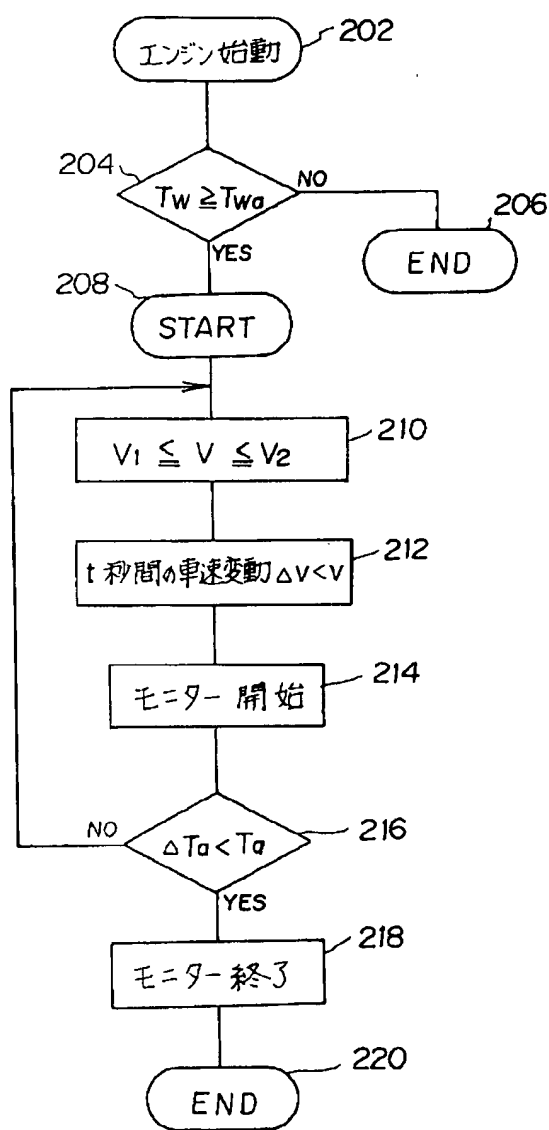 202
エンジン始動
204
Tw ≧ Twa
NO
206
END
YES
208
START
210
V1 ≦ V ≦ V2
212
t 秒間の車速変動 ΔV < v
214
モニター 開始
216
NO
ΔTa < Ta
YES
218
モニター 終了
220
END